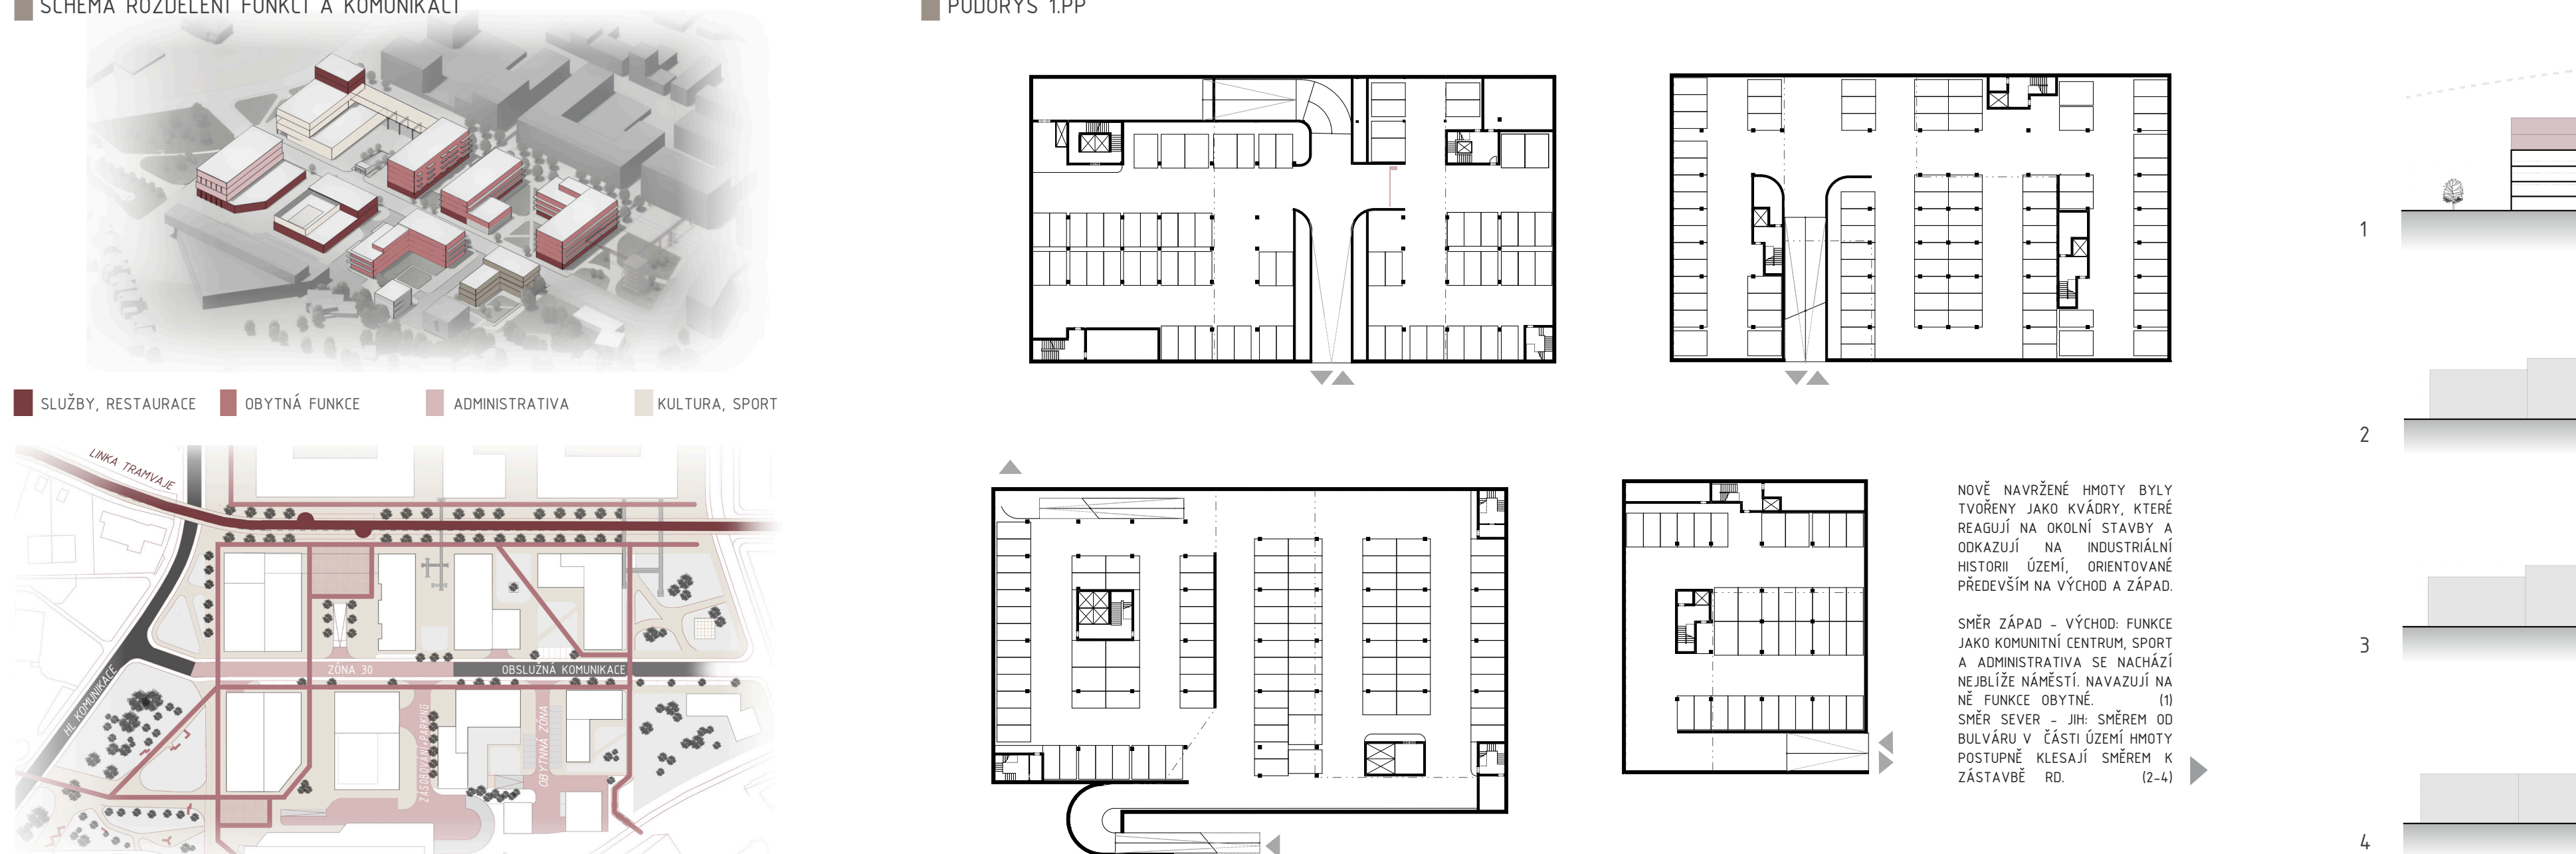 SCHÉMA ROZDĚLENÍ FUNKCÍ A KOMUNIKACÍ
PŮDORYS 1.PP
SLUŽBY, RESTAURACE
OBYTNÁ FUNKCE
ADMINISTRATIVA
KULTURA, SPORT
LINKA TRAMVAJE
HL. KOMUNIKACE
ZÓNA 30
OBSLUŽNÁ KOMUNIKACE
ZÁSOBOVÁNÍ+PARKING
OBYTNNÁ ZÓNA
NOVĚ NAVRŽENÉ HMOTY BYLY
TVOŘENY JAKO KVÁDRY, KTERÉ
REAGUJÍ NA OKOLNÍ STAVBY A
ODKAZUJÍ NA INDUSTRIÁLNÍ
HISTORII ÚZEMÍ, ORIENTOVANÉ
PŘEDEVŠÍM NA VÝCHOD A ZÁPAD.
SMĚR ZÁPAD - VÝCHOD: FUNKCE
JAKO KOMUNITNÍ CENTRUM, SPORT
A ADMINISTRATIVA SE NACHÁZÍ
NEJBLÍŽE NÁMĚSTÍ. NAVAZUJÍ NA
NĚ FUNKCE OBYTNÉ. (1)
SMĚR SEVER - JIH: SMĚREM OD
BULVÁRU V ČÁSTI ÚZEMÍ HMOTY
POSTUPNĚ KLESAJÍ SMĚREM K
ZÁSTAVBĚ RD. (2-4)
1
2
3
4